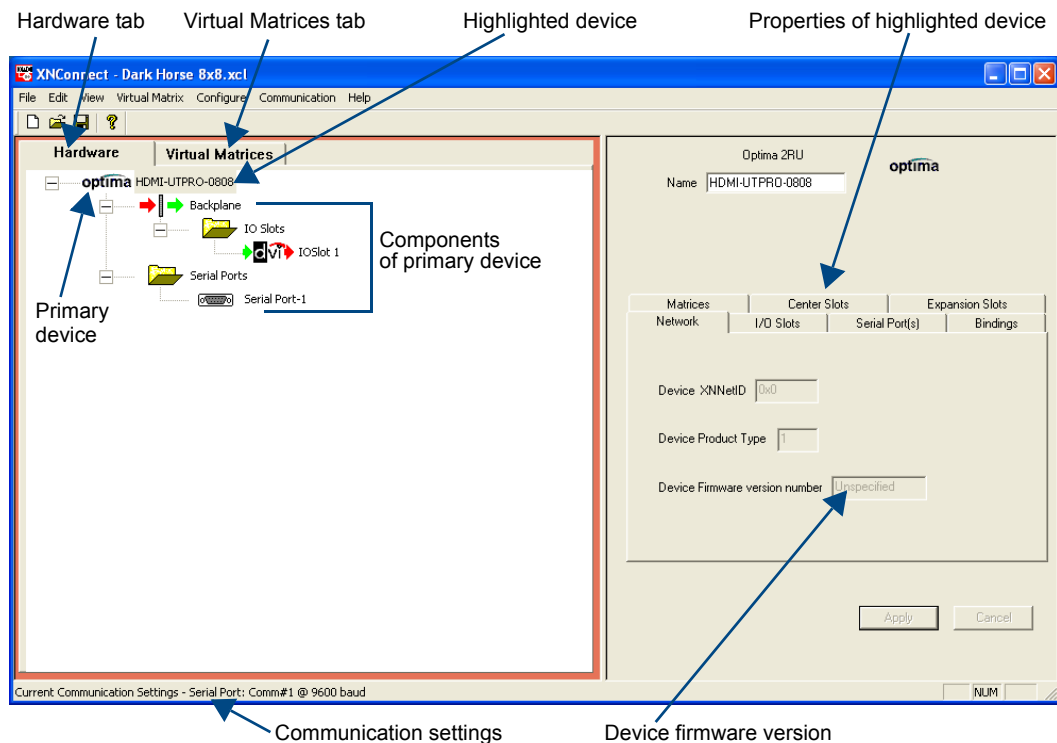 Hardware tab
Virtual Matrices tab
Highlighted device
Properties of highlighted device
XNConnect - Dark Horse 8x8.xcl
File Edit View Virtual Matrix Configure Communication Help
Hardware
Virtual Matrices
optima HDMI-UTPRO-0808
Backplane
IO Slots
dvi IOSlot 1
Serial Ports
Serial Port-1
Components
of primary device
Primary
device
Optima 2RU
optima
Name HDMI-UTPRO-0808
Matrices Center Slots Expansion Slots
Network I/O Slots Serial Port(s) Bindings
Device XNNetID 0x0
Device Product Type 1
Device Firmware version number Unspecified
Apply Cancel
Current Communication Settings - Serial Port: Comm#1 @ 9600 baud
NUM
Communication settings
Device firmware version